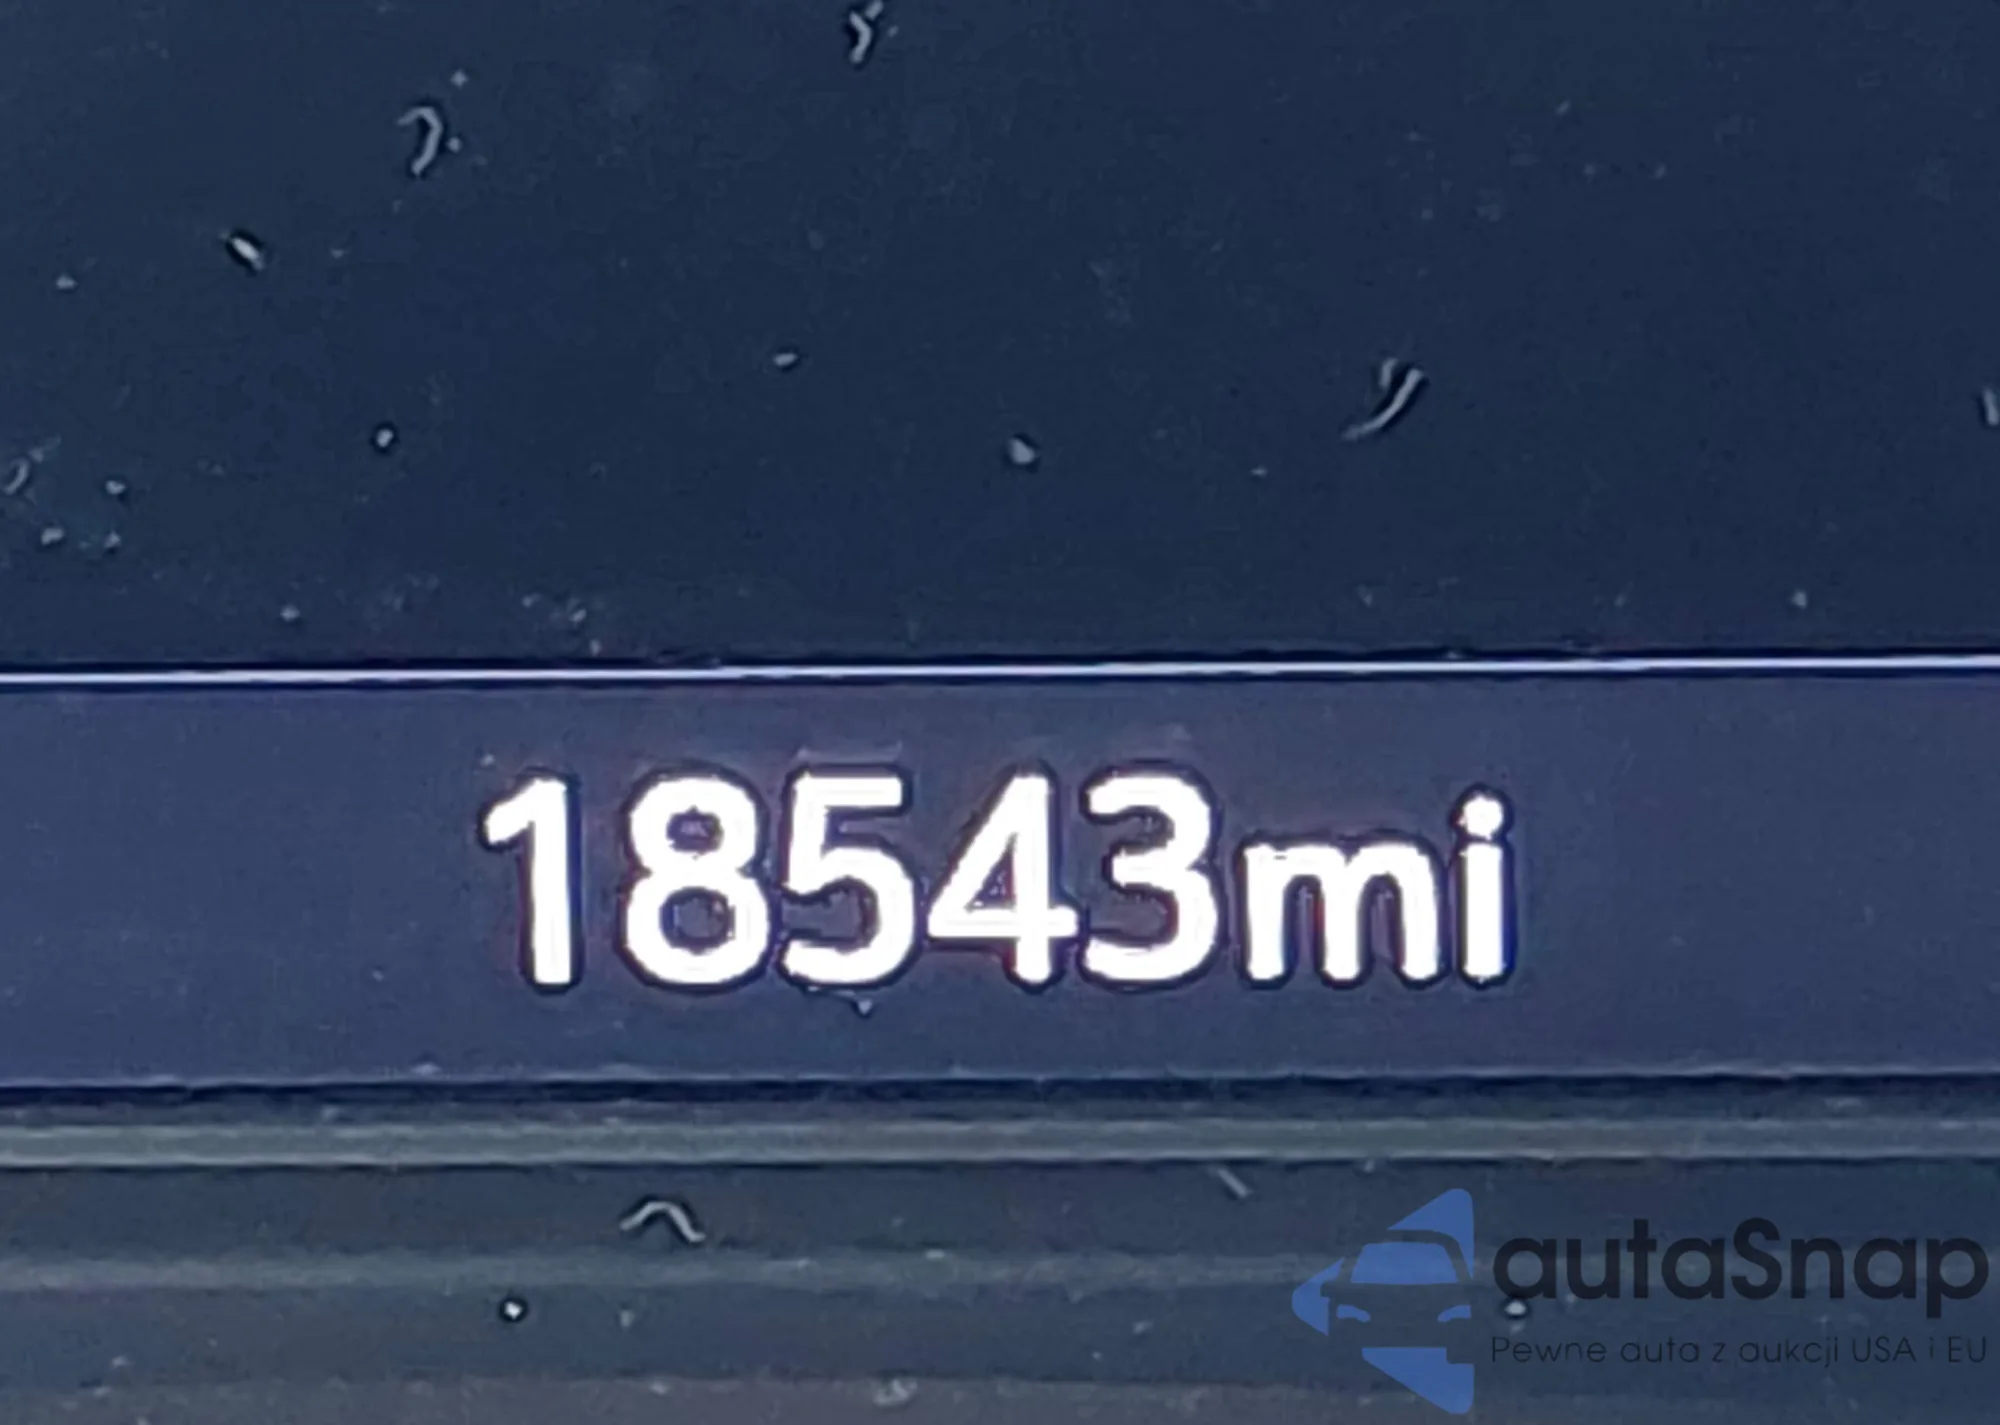 18543mi
autaSnap
Pewne auta z aukcji USA i EU